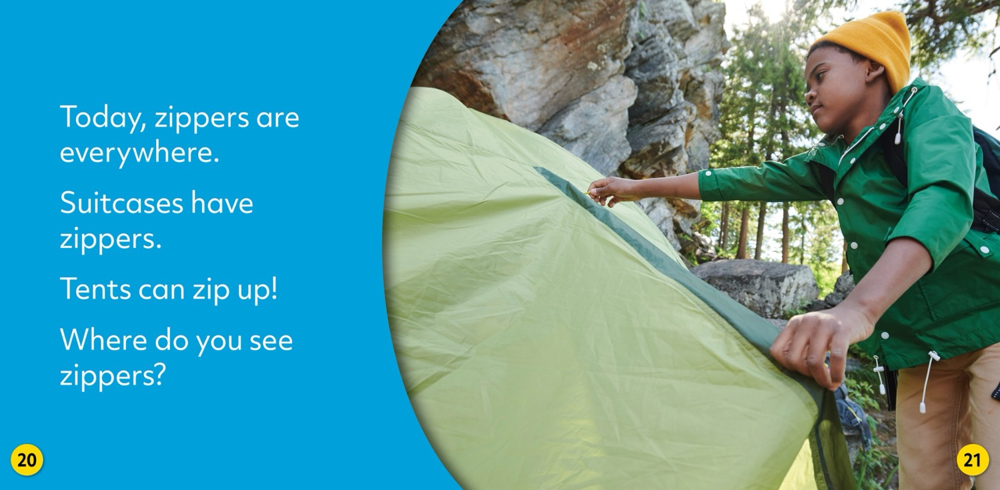 Today, zippers are
everywhere.
Suitcases have
zippers.
Tents can zip up!
Where do you see
zippers?
20
21